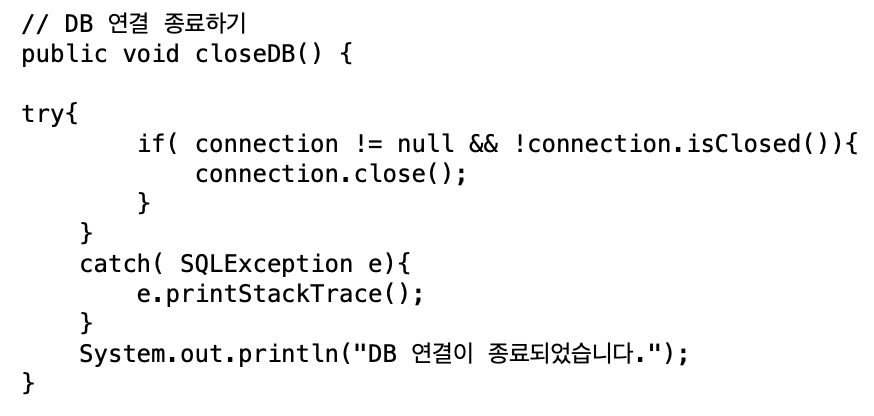 // DB 연결 종료하기
public void closeDB() {
try{
if( connection != null && !connection.isClosed()){
connection.close();
}
}
catch( SQLException e){
e.printStackTrace();
}
System.out.println("DB 연결이 종료되었습니다.");
}